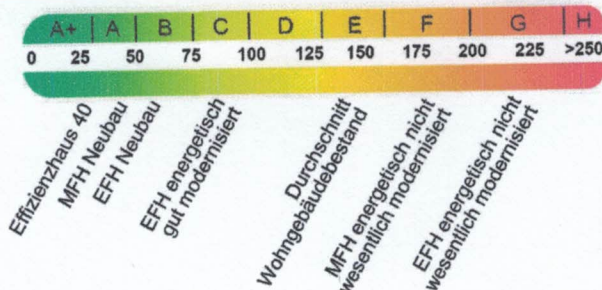 A+ A B C D E F G H
0 25 50 75 100 125 150 175 200 225 >250
Effizienzhaus 40
MFH Neubau
EFH Neubau
EFH energetisch
gut modernisiert
Durchschnitt
Wohngebäudebestand
MFH energetisch nicht
wesentlich modernisiert
EFH energetisch nicht
wesentlich modernisiert